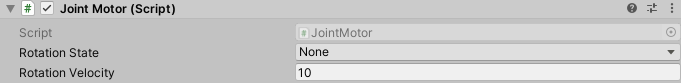 Joint Motor (Script)
Script JointMotor
Rotation State None
Rotation Velocity 10